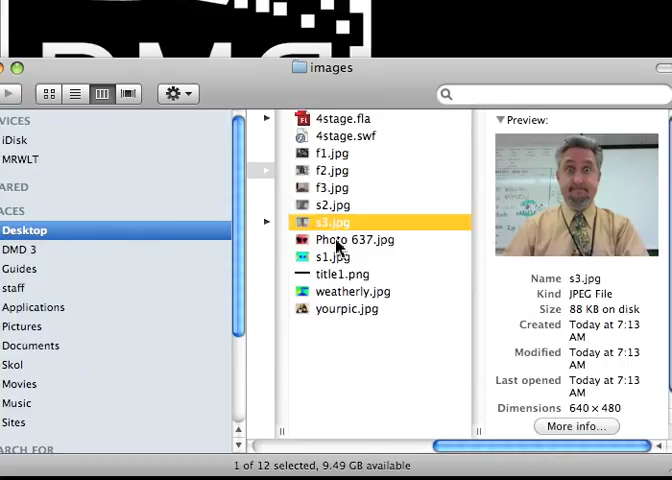 DMC
images
VICES
iDisk
MRWLT
ARED
ACES
Desktop
DMD 3
Guides
staff
Applications
Pictures
Documents
Skol
Movies
Music
Sites
ARCH FOR
4stage.fla
4stage.swf
f1.jpg
f2.jpg
f3.jpg
s2.jpg
s3.jpg
Photo 637.jpg
s1.jpg
title1.png
weatherly.jpg
yourpic.jpg
Preview:
Name s3.jpg
Kind JPEG File
Size 88 KB on disk
Created Today at 7:13
AM
Modified Today at 7:13
AM
Last opened Today at 7:13
AM
Dimensions 640 × 480
More info...
1 of 12 selected, 9.49 GB available